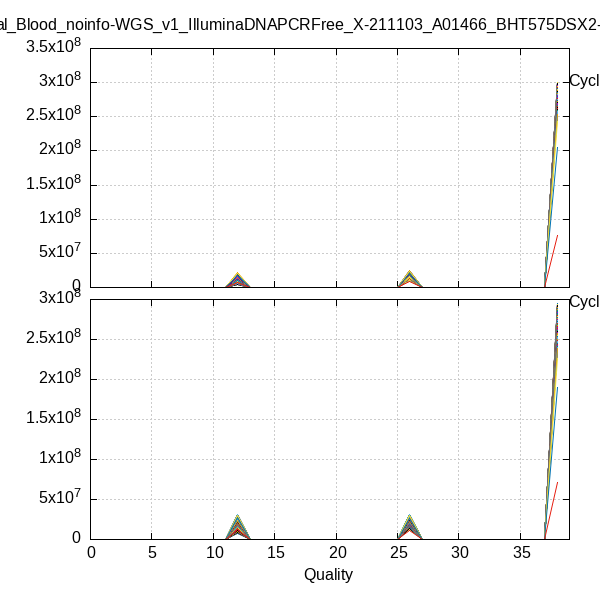 al_Blood_noinfo-WGS_v1_IlluminaDNAPCRFree_X-211103_A01466_BHT575DSX2-
3.5x10^8
3x10^8
2.5x10^8
2x10^8
1.5x10^8
1x10^8
5x10^7
0
Cycl
3x10^8
2.5x10^8
2x10^8
1.5x10^8
1x10^8
5x10^7
0
Cycl
0 5 10 15 20 25 30 35
Quality